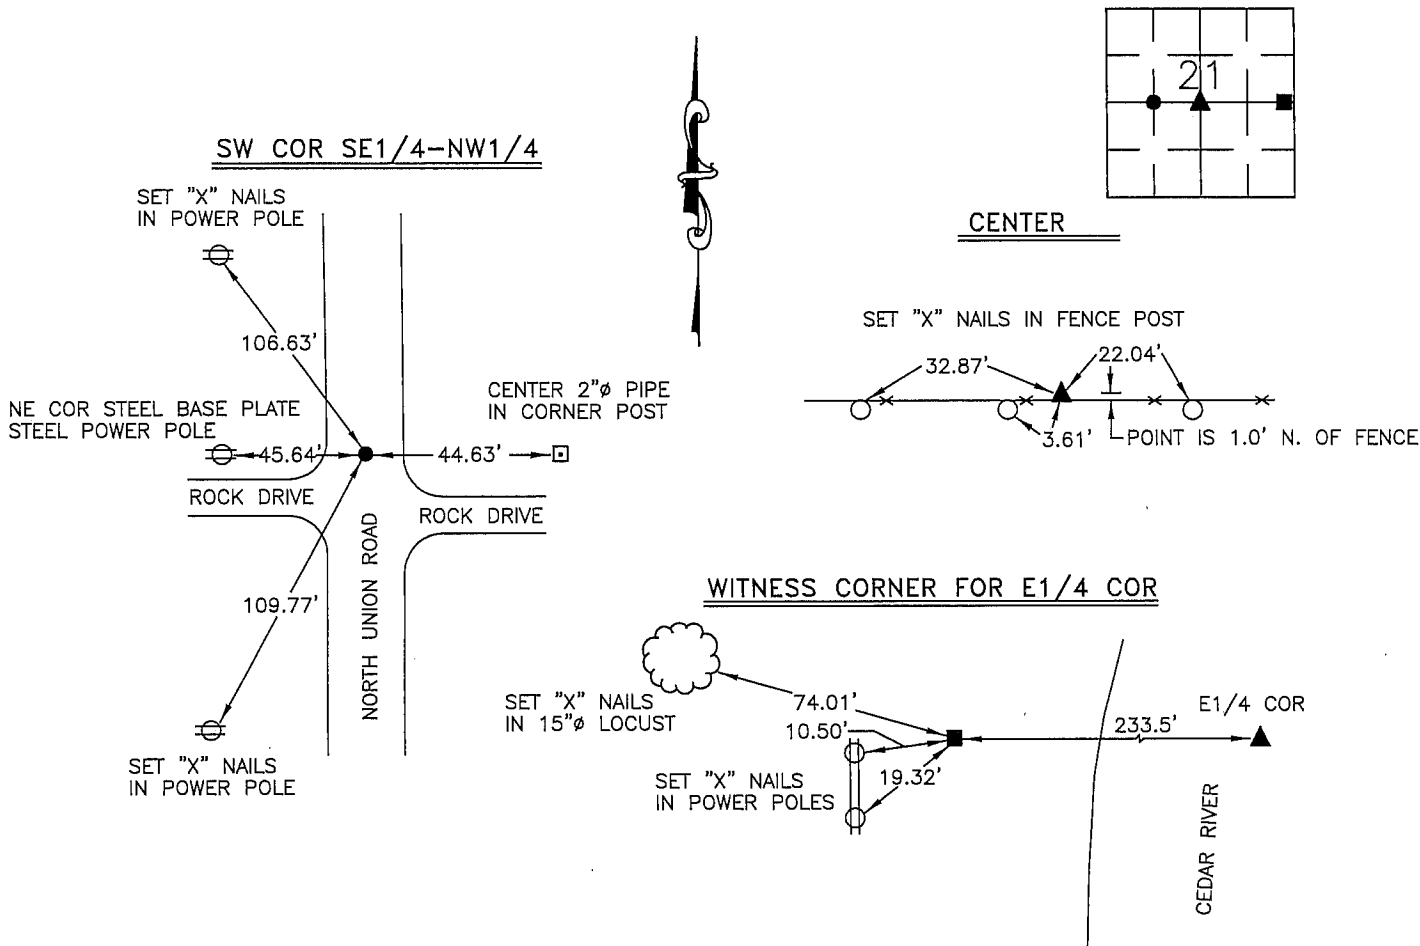 21
SW COR SE1/4-NW1/4
SET "X" NAILS
IN POWER POLE
106.63'
NE COR STEEL BASE PLATE
STEEL POWER POLE
45.64'
44.63'
CENTER 2"ø PIPE
IN CORNER POST
ROCK DRIVE
ROCK DRIVE
NORTH UNION ROAD
109.77'
SET "X" NAILS
IN POWER POLE
CENTER
SET "X" NAILS IN FENCE POST
32.87'
22.04'
3.61'
POINT IS 1.0' N. OF FENCE
WITNESS CORNER FOR E1/4 COR
SET "X" NAILS
IN 15"ø LOCUST
74.01'
10.50'
19.32'
SET "X" NAILS
IN POWER POLES
233.5'
E1/4 COR
CEDAR RIVER